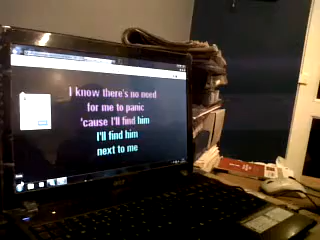 I know there's no need
for me to panic
'cause I'll find him
I'll find him
next to me